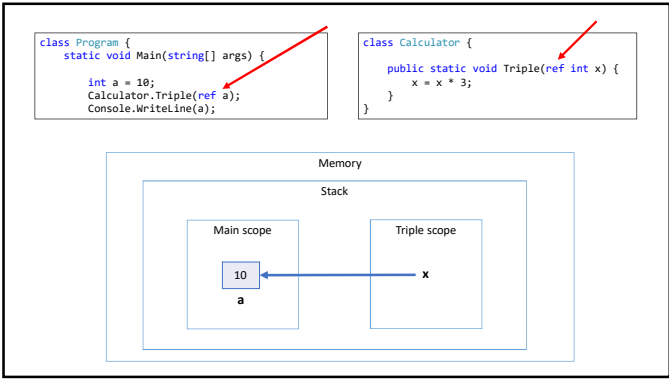 class Program {
    static void Main(string[] args) {
        int a = 10;
        Calculator.Triple(ref a);
        Console.WriteLine(a);
class Calculator {
    public static void Triple(ref int x) {
        x = x * 3;
    }
}
Memory
Stack
Main scope
Triple scope
10
x
a